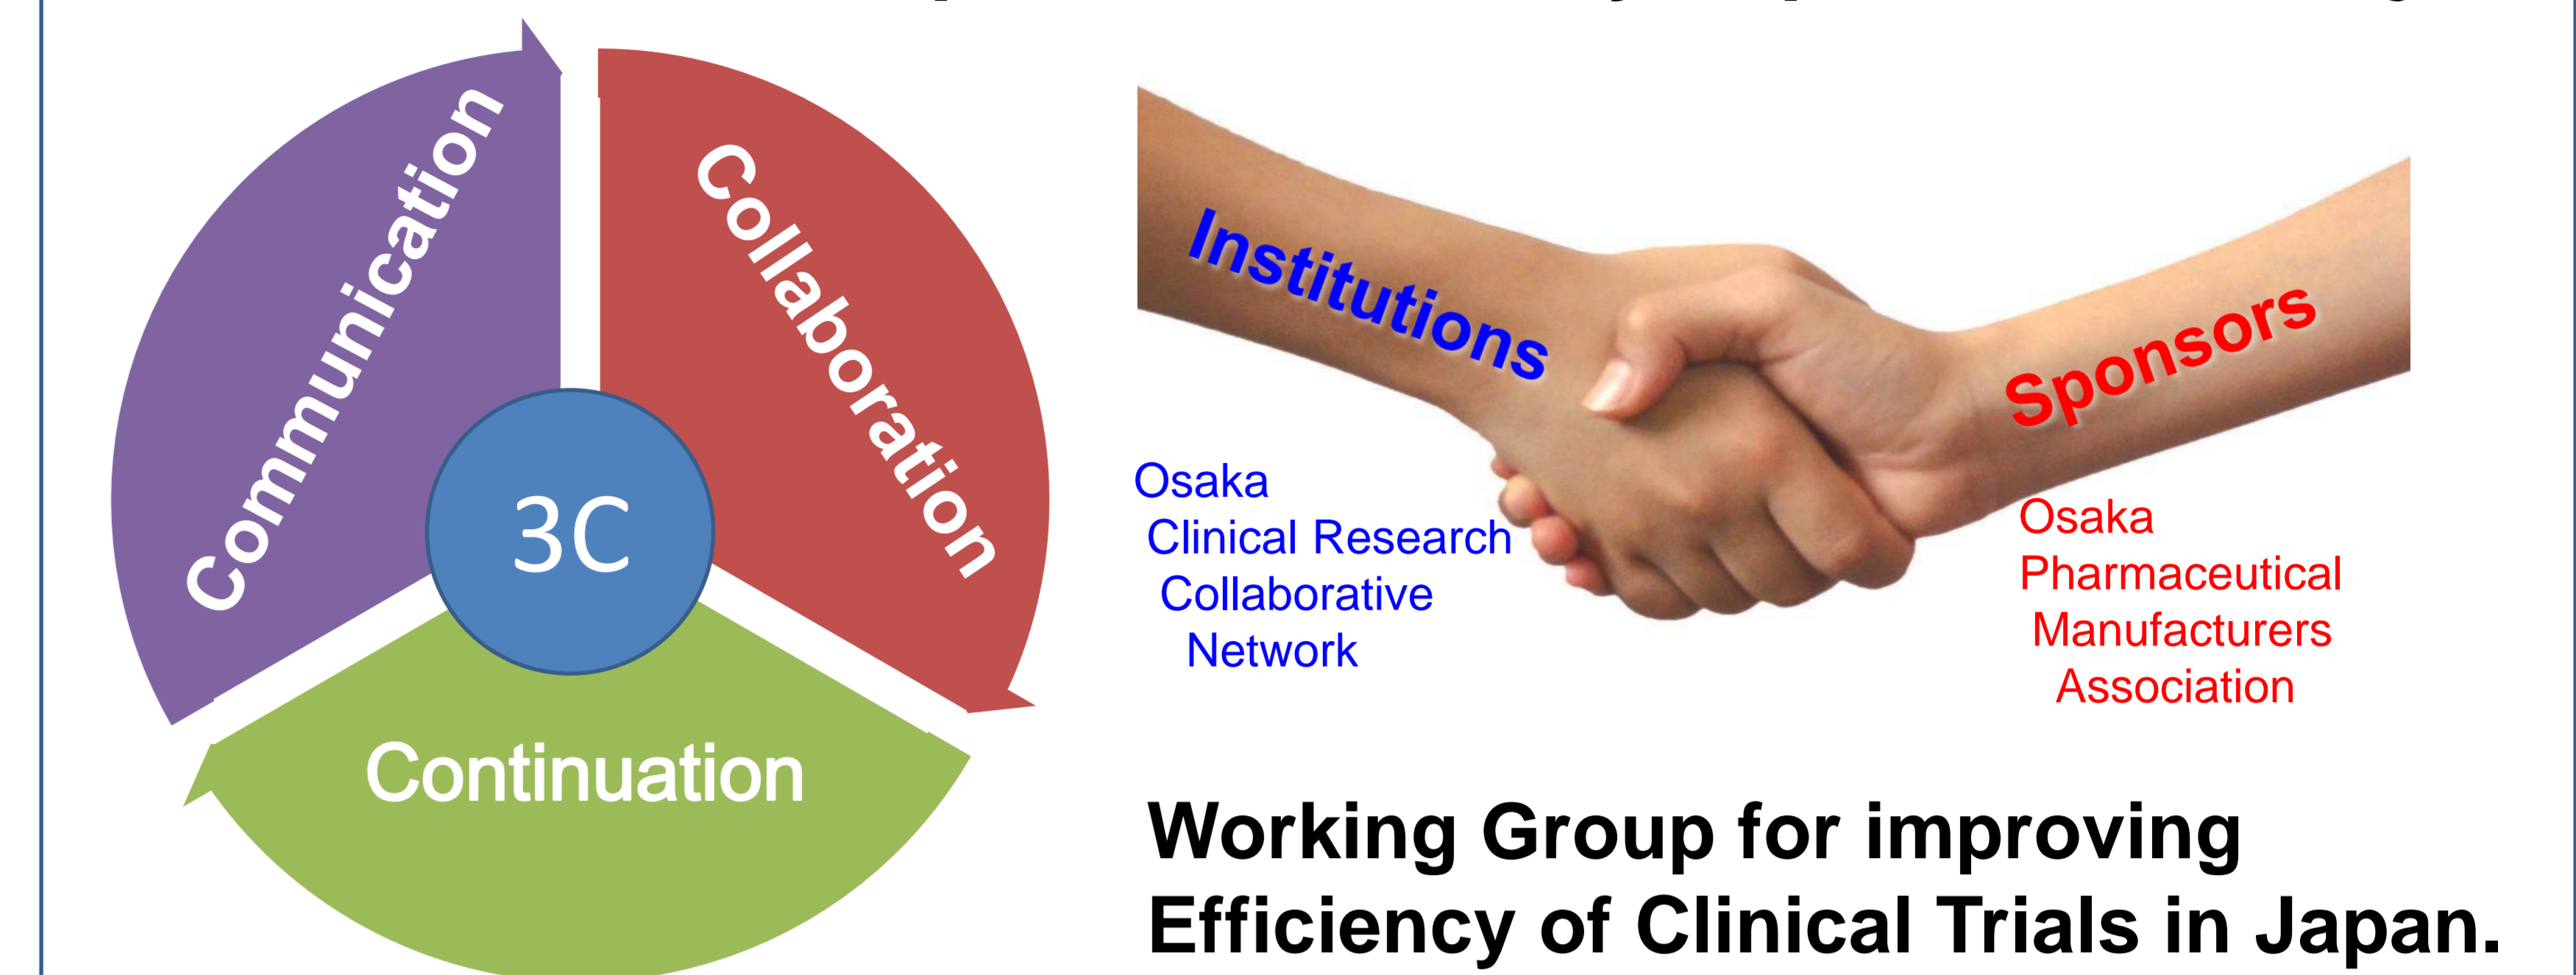 Communication
Collaboration
3C
Continuation
Institutions
Sponsors
Osaka
Clinical Research
Collaborative
Network
Osaka
Pharmaceutical
Manufacturers
Association
Working Group for improving
Efficiency of Clinical Trials in Japan.